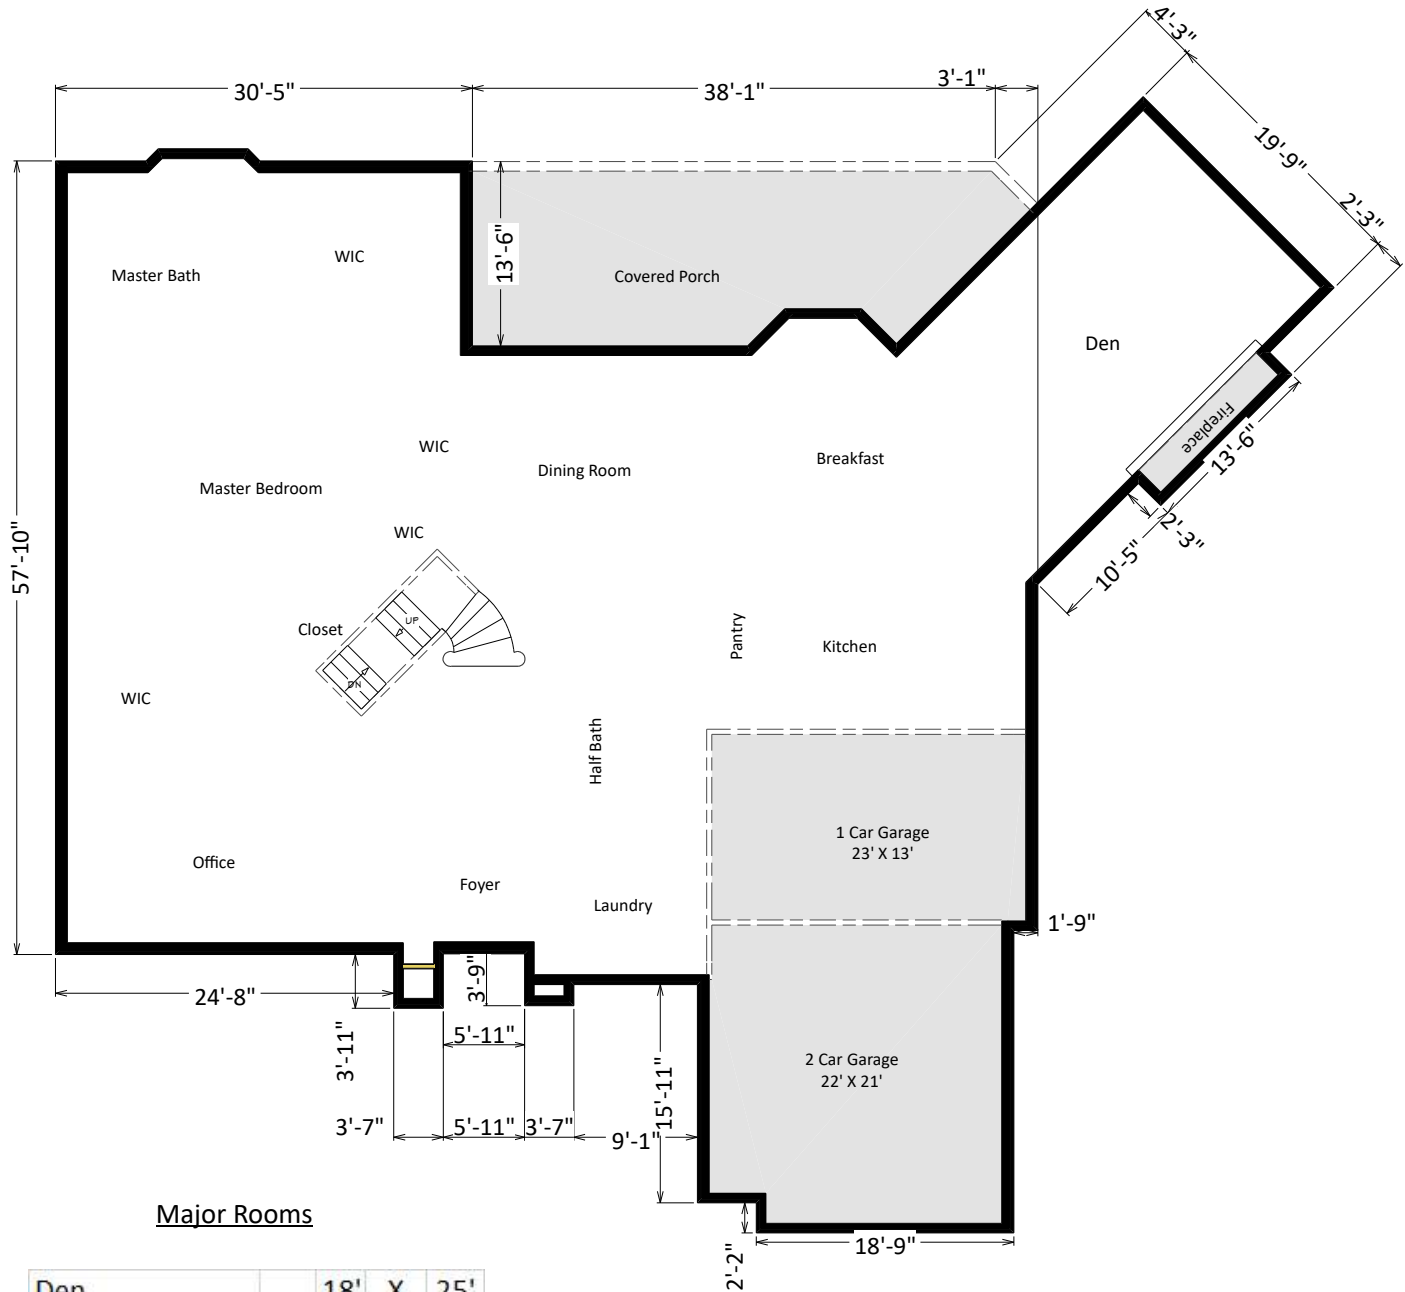 4'-3"
30'-5"
38'-1"
3'-1"
19'-9"
2'-3"
13'-6"
WIC
Master Bath
Covered Porch
Den
Fireplace
13'-6"
WIC
Dining Room
Breakfast
Master Bedroom
WIC
2'-3"
57'-10"
10'-5"
UP
Closet
Pantry
Kitchen
DN
WIC
Half Bath
1 Car Garage
23' X 13'
Office
Foyer
Laundry
1'-9"
24'-8"
3'-9"
3'-11"
5'-11"
2 Car Garage
22' X 21'
15'-11"
3'-7"
5'-11"
3'-7"
9'-1"
Major Rooms
18'-9"
2'-2"
Den 18' X 25'